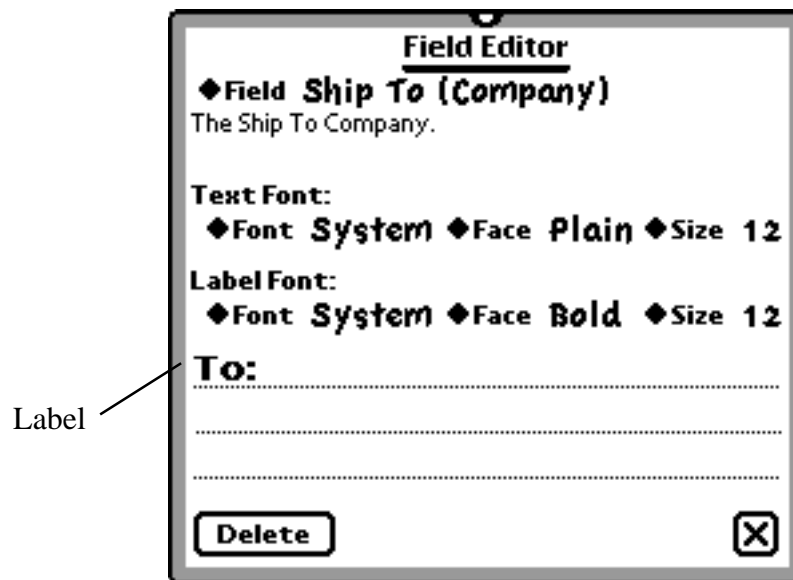 Field Editor
◆Field Ship To (Company)
The Ship To Company.
Text Font:
◆Font System ◆Face Plain ◆Size 12
Label Font:
◆Font System ◆Face Bold ◆Size 12
To:
Label
Delete